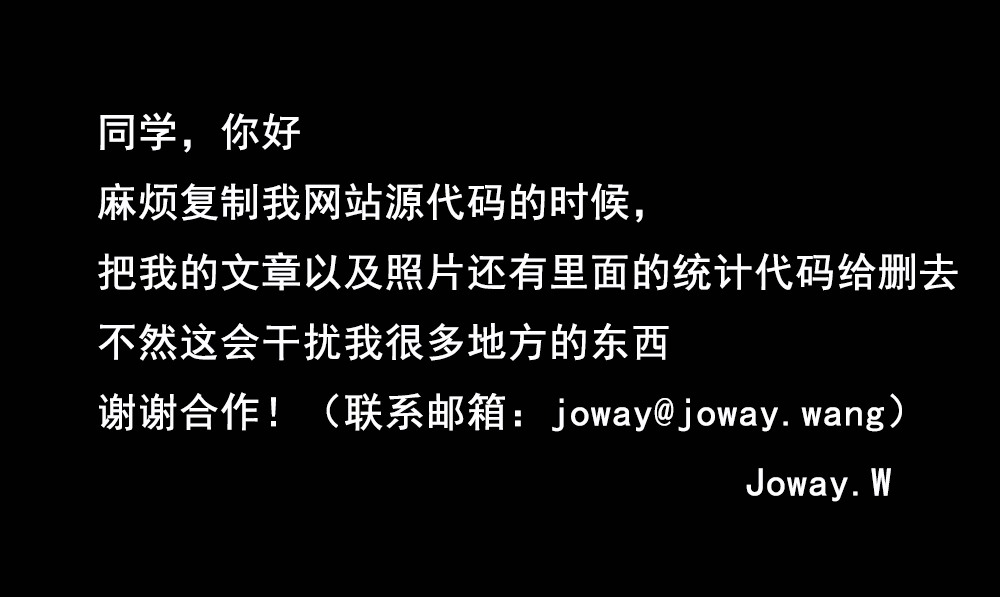 同学，你好
麻烦复制我网站源代码的时候，
把我的文章以及照片还有里面的统计代码给删去
不然这会干扰我很多地方的东西
谢谢合作！（联系邮箱：joway@joway.wang）
Joway.W